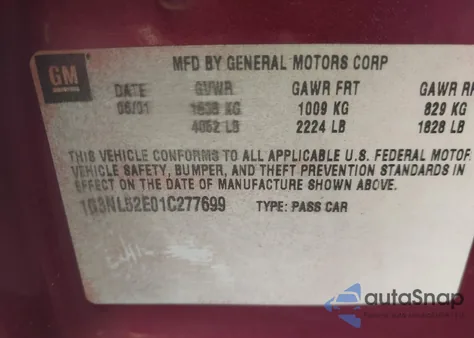 GM
MFD BY GENERAL MOTORS CORP
DATE GVWR GAWR FRT GAWR RR
06/01 1838 KG 1009 KG 829 KG
4052 LB 2224 LB 1828 LB
THIS VEHICLE CONFORMS TO ALL APPLICABLE U.S. FEDERAL MOTOR
VEHICLE SAFETY, BUMPER, AND THEFT PREVENTION STANDARDS IN
EFFECT ON THE DATE OF MANUFACTURE SHOWN ABOVE.
1G3NL52E01C277699 TYPE: PASS CAR
autoSnap